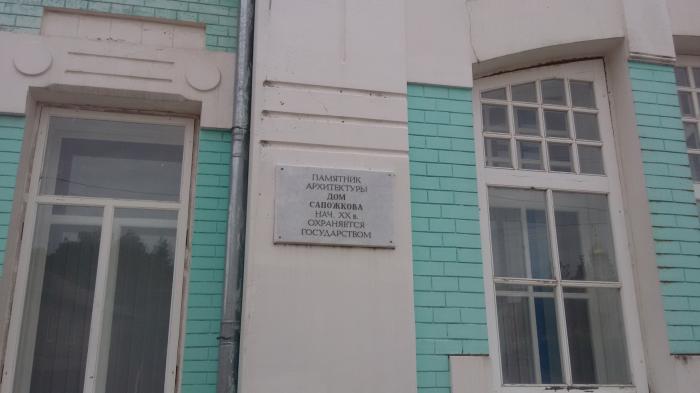 ПАМЯТНИК
АРХИТЕКТУРЫ
ДОМ
САПОЖКОВА
НАЧ. XX в.
ОХРАНЯЕТСЯ
ГОСУДАРСТВОМ